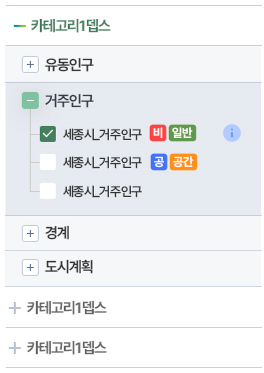 카테고리1뎁스
유동인구
거주인구
세종시_거주인구 비 일반
세종시_거주인구 공 공간
세종시_거주인구
경계
도시계획
카테고리1뎁스
카테고리1뎁스